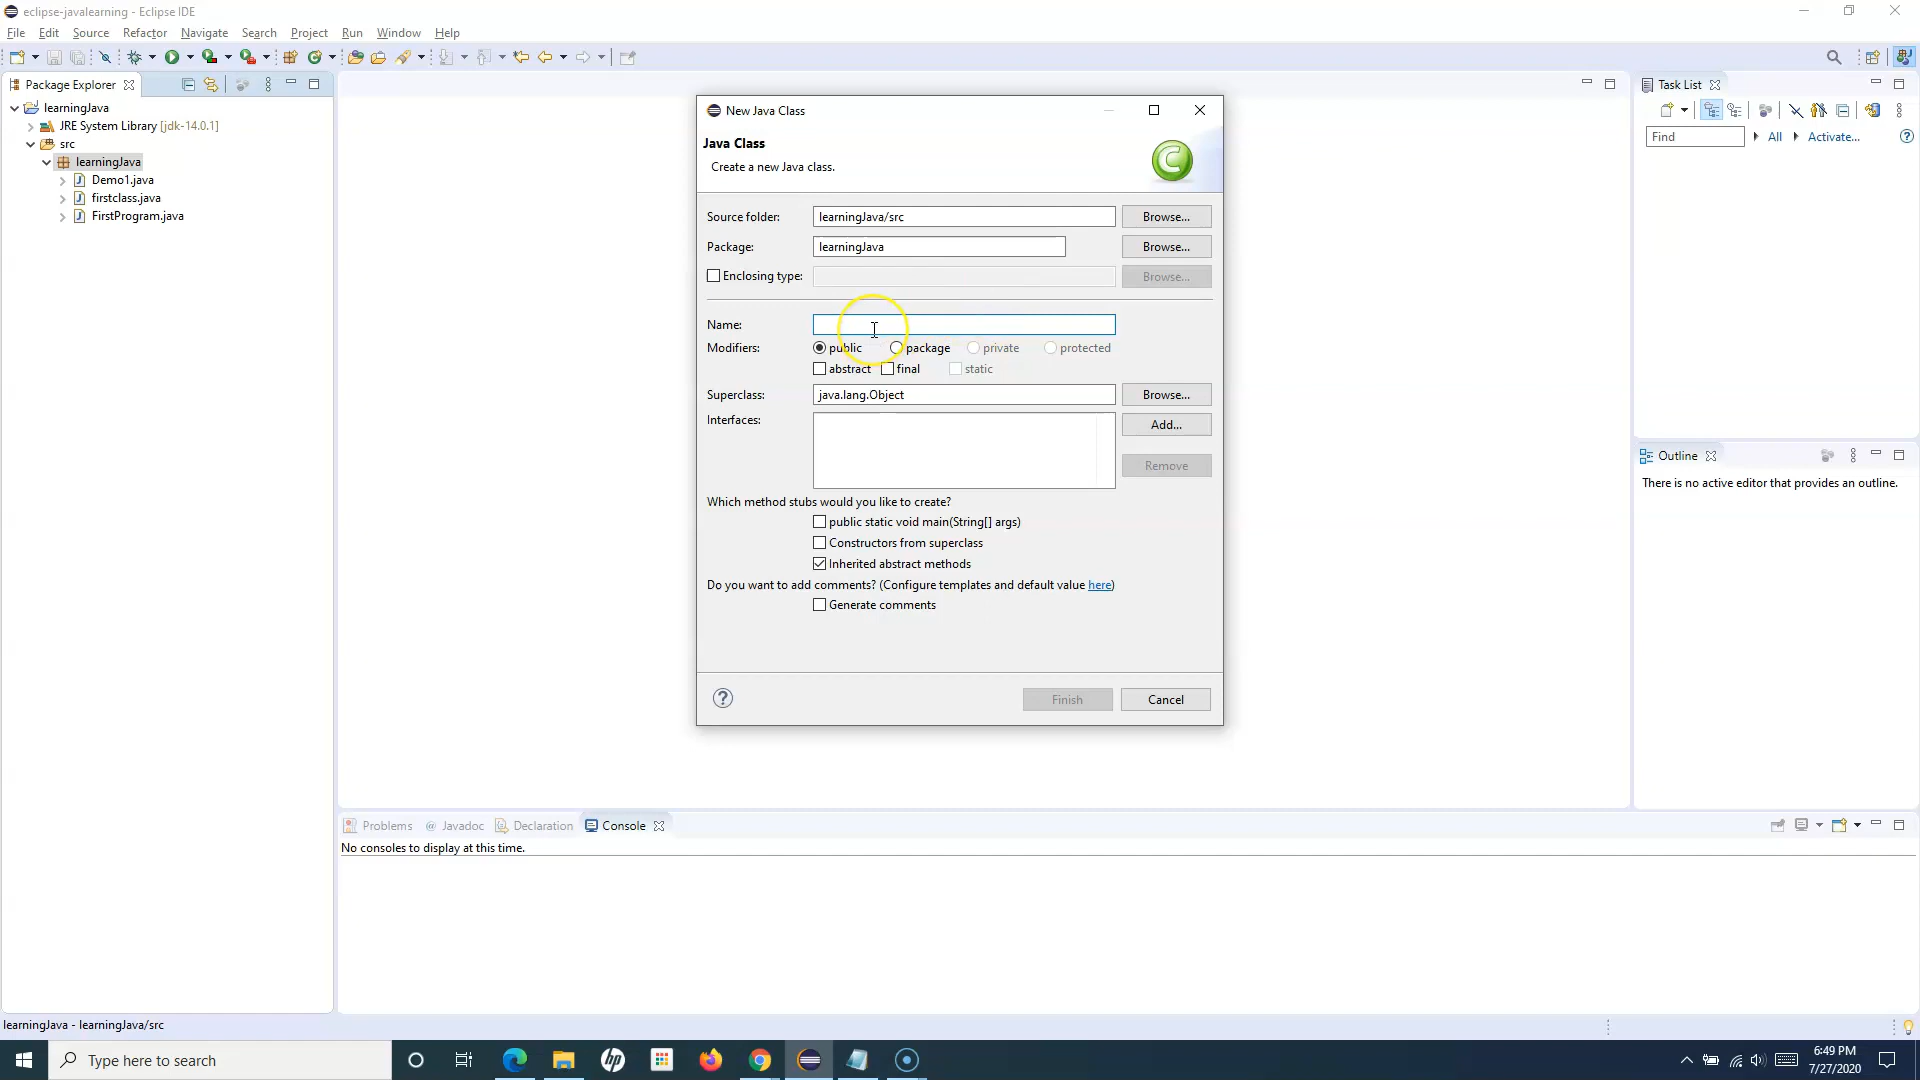 eclipse-javalearning - Eclipse IDE
File Edit Source Refactor Navigate Search Project Run Window Help
Package Explorer
learningJava
JRE System Library [jdk-14.0.1]
src
learningJava
Demo1.java
firstclass.java
FirstProgram.java
New Java Class
Java Class
Create a new Java class.
Source folder: learningJava/src Browse...
Package: learningJava Browse...
Enclosing type: Browse...
Name:
Modifiers: public package private protected
abstract final static
Superclass: java.lang.Object Browse...
Interfaces: Add...
Remove
Which method stubs would you like to create?
public static void main(String[] args)
Constructors from superclass
Inherited abstract methods
Do you want to add comments? (Configure templates and default value here)
Generate comments
Finish Cancel
Task List
Find All Activate...
Outline
There is no active editor that provides an outline.
Problems @ Javadoc Declaration Console
No consoles to display at this time.
learningJava - learningJava/src
Type here to search
6:49 PM
7/27/2020